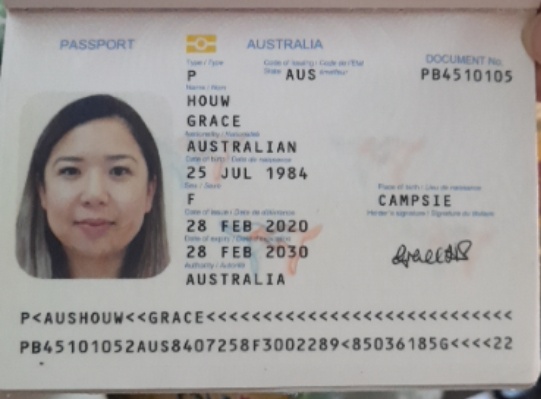 PASSPORT AUSTRALIA
Type / Type Code of issuing / Code de l'État DOCUMENT No.
P State AUS émetteur PB4510105
Name / Nom
HOUW
GRACE
Nationality / Nationalité
AUSTRALIAN
Date of birth / Date de naissance
25 JUL 1984
Sex / Sexe Place of birth / Lieu de naissance
F CAMPSIE
Date of issue / Date de délivrance Holder's signature / Signature du titulaire
28 FEB 2020
Date of expiry / Date d'expiration
28 FEB 2030
Authority / Autorité
AUSTRALIA
P<AUSHOUW<<GRACE<<<<<<<<<<<<<<<<<<<<<<<<<<<<
PB45101052AUS8407258F3002289<85036185G<<<<22